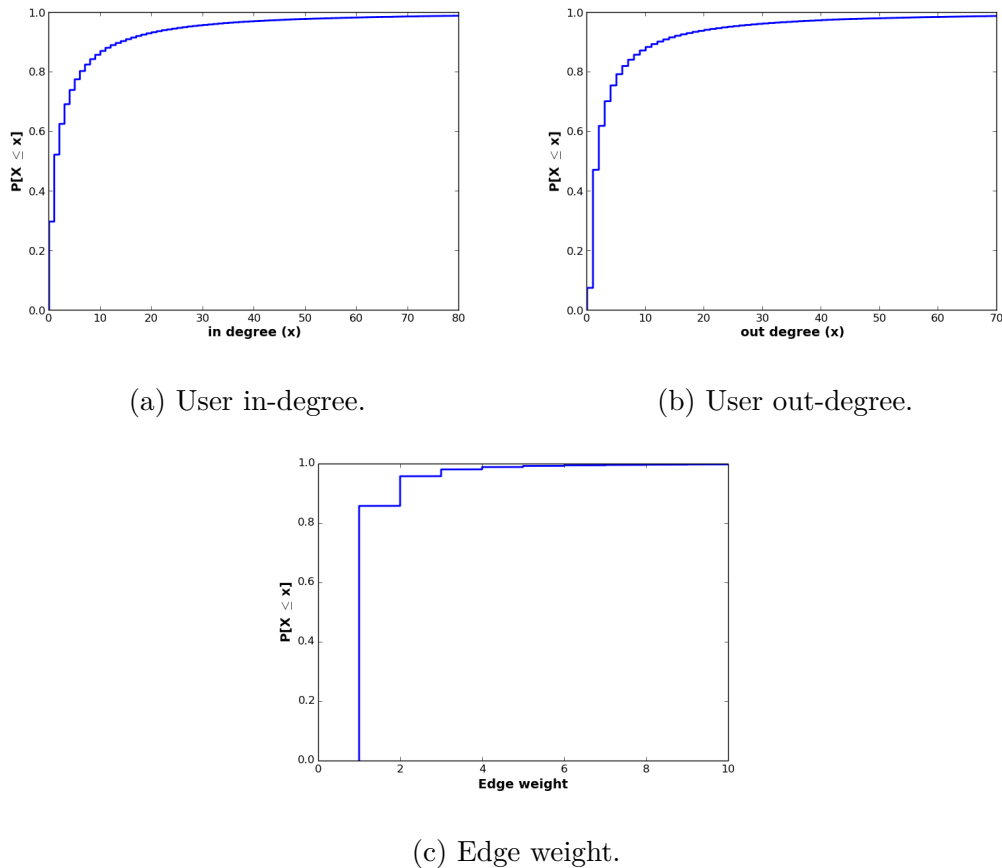 1.0
0.8
0.6
0.4
0.2
0.0
P[X ≤ x]
0 10 20 30 40 50 60 70 80
in degree (x)
(a) User in-degree.
1.0
0.8
0.6
0.4
0.2
0.0
P[X ≤ x]
0 10 20 30 40 50 60 70
out degree (x)
(b) User out-degree.
1.0
0.8
0.6
0.4
0.2
0.0
P[X ≤ x]
0 2 4 6 8 10
Edge weight
(c) Edge weight.